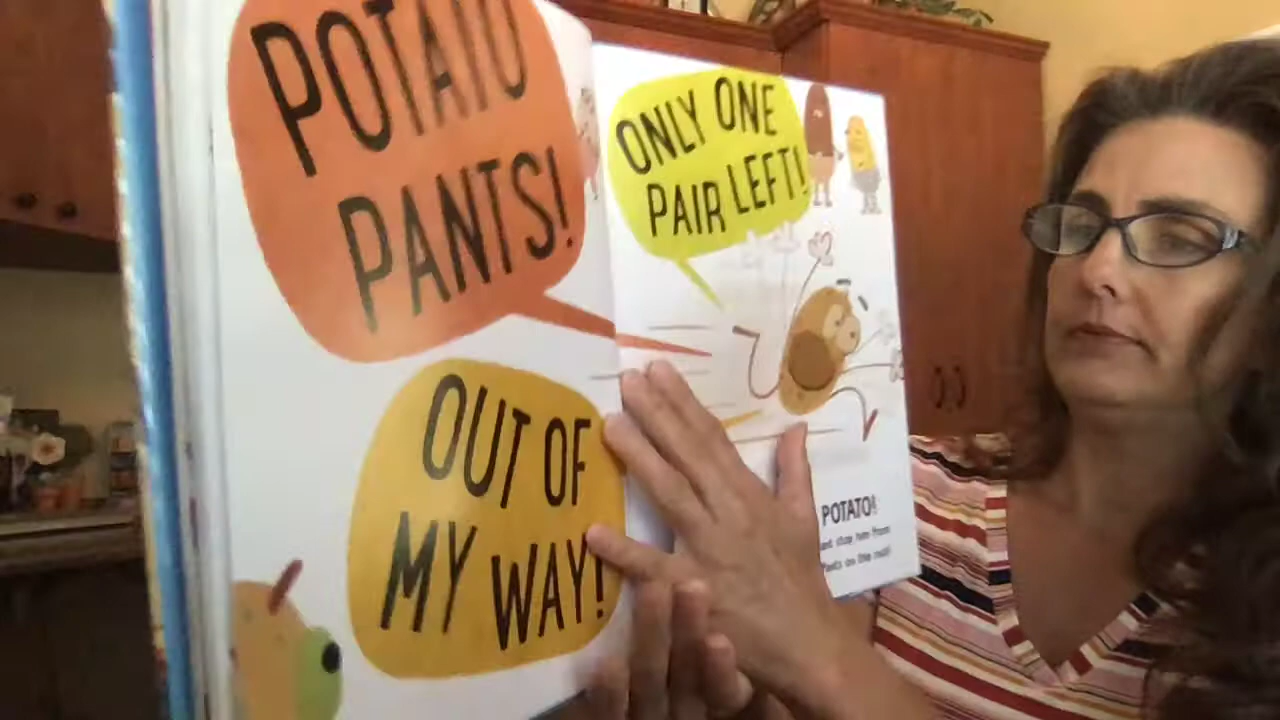 POTATO
PANTS!
OUT OF
MY WAY!
ONLY ONE
PAIR LEFT!
POTATO!